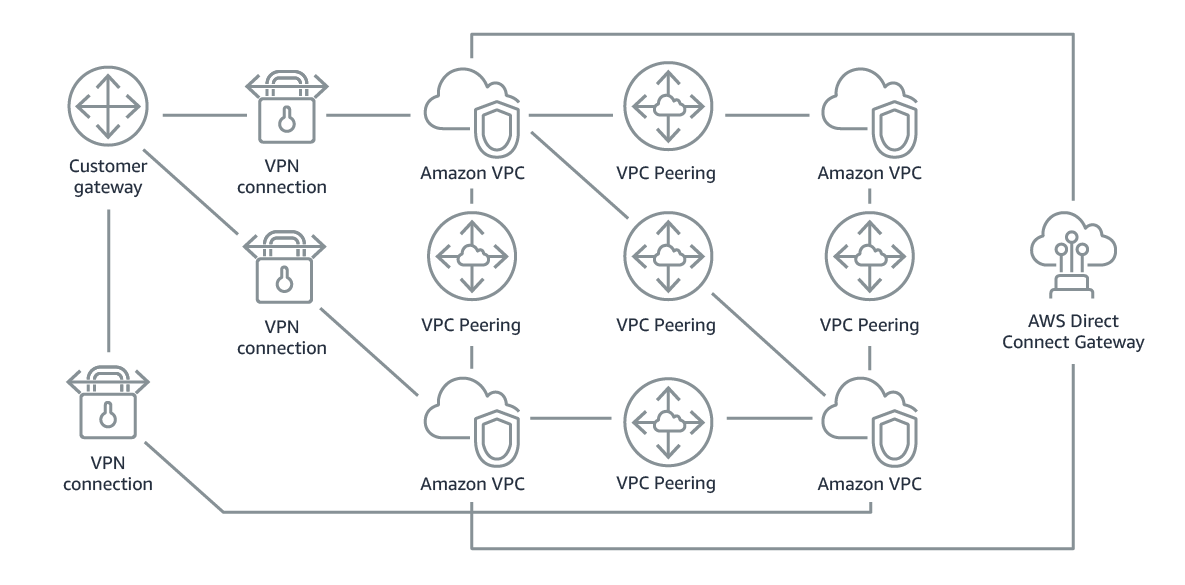 Customer
gateway
VPN
connection
Amazon VPC
VPC Peering
Amazon VPC
VPN
connection
VPC Peering
VPC Peering
VPC Peering
AWS Direct
Connect Gateway
VPN
connection
Amazon VPC
VPC Peering
Amazon VPC